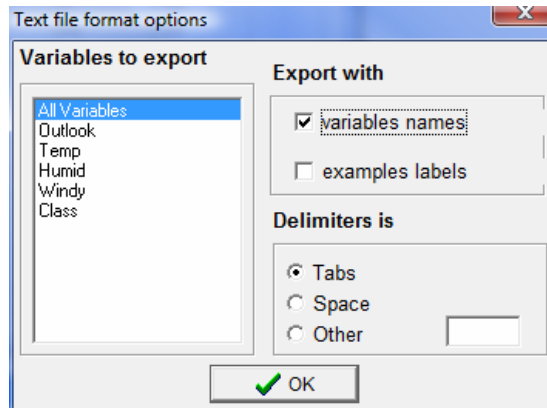 Text file format options
Variables to export
All Variables
Outlook
Temp
Humid
Windy
Class
Export with
variables names
examples labels
Delimiters is
Tabs
Space
Other
OK